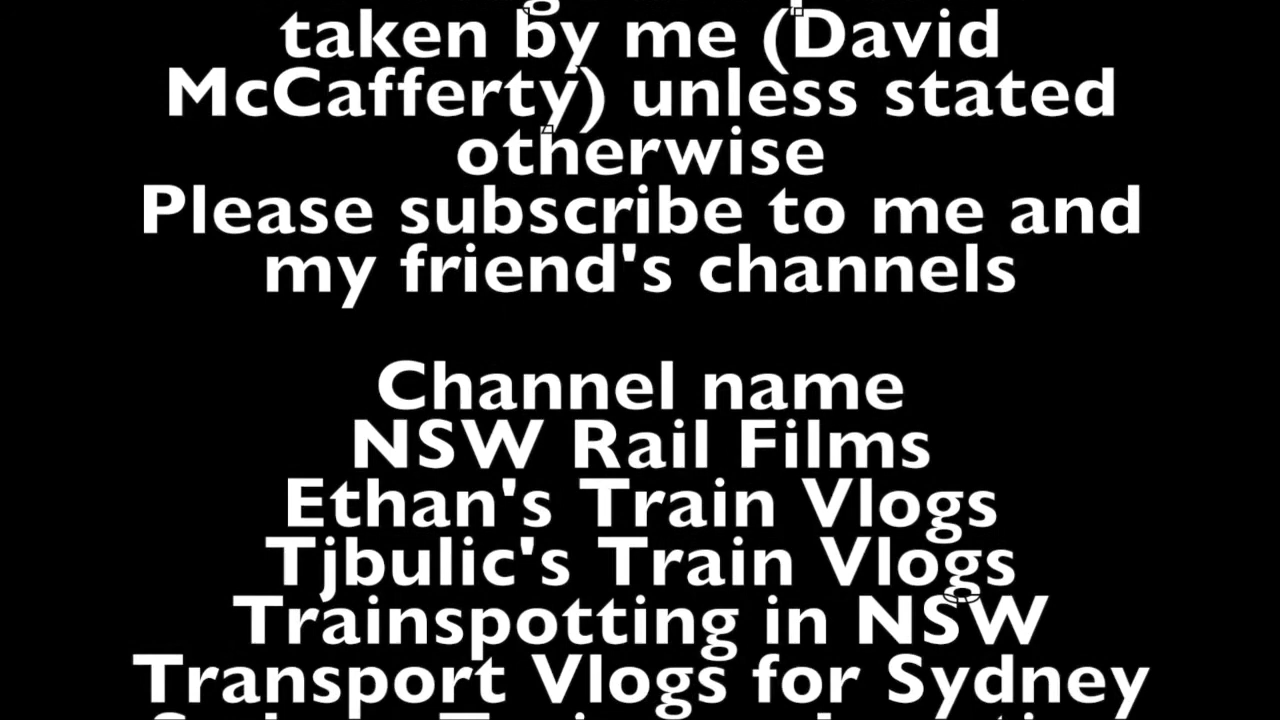 taken by me (David
McCafferty) unless stated
otherwise
Please subscribe to me and
my friend's channels
Channel name
NSW Rail Films
Ethan's Train Vlogs
Tjbulic's Train Vlogs
Trainspotting in NSW
Transport Vlogs for Sydney